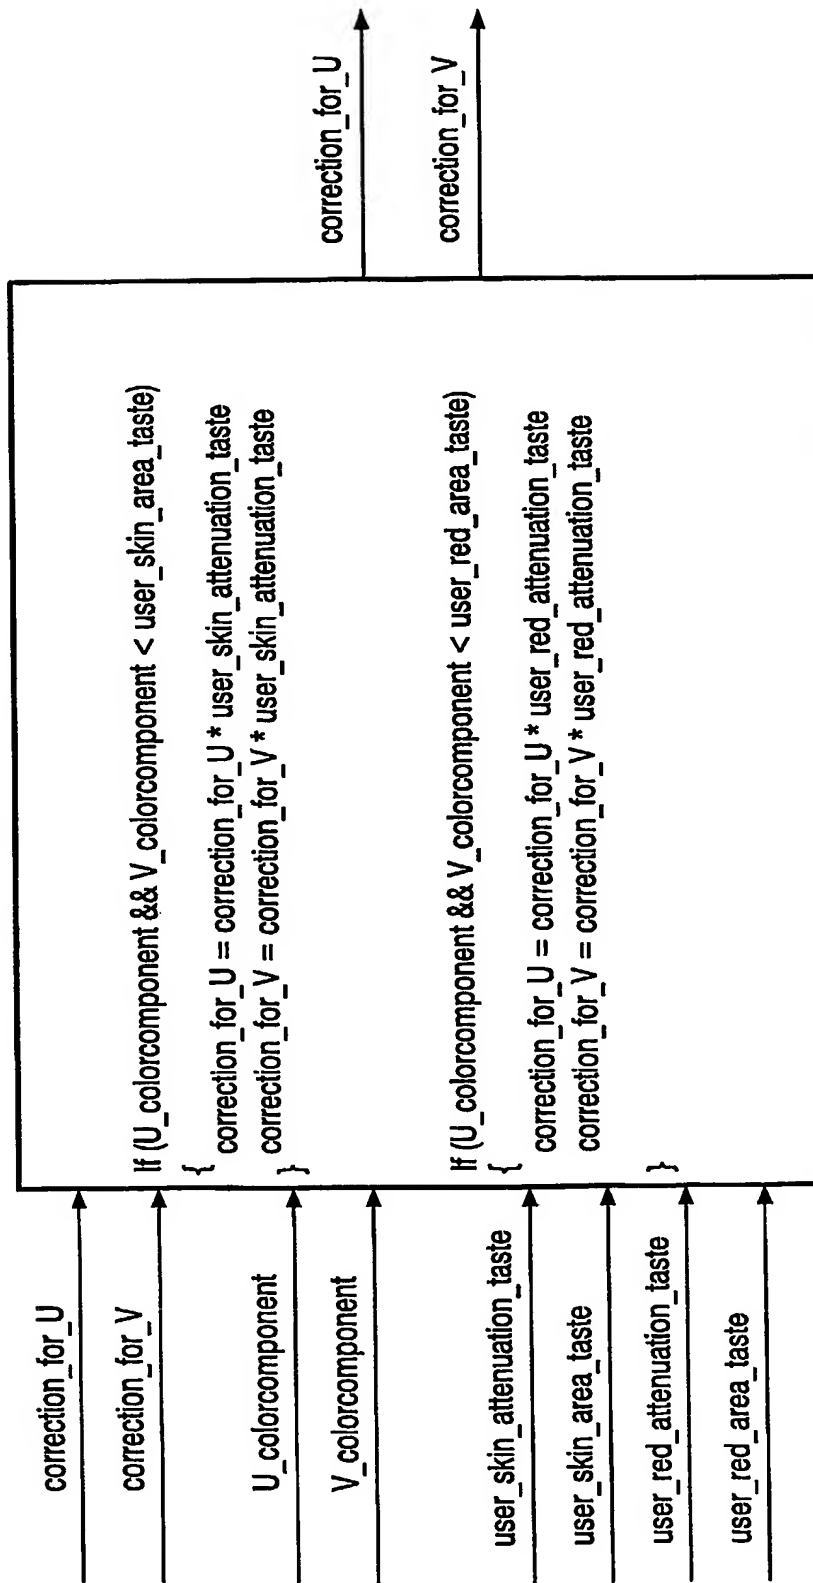 correction_for_U
correction_for_V
U_colorcomponent
V_colorcomponent
user_skin_attenuation_taste
user_skin_area_taste
user_red_attenuation_taste
user_red_area_taste
If (U_colorcomponent && V_colorcomponent < user_skin_area_taste)
{
correction_for_U = correction_for_U * user_skin_attenuation_taste
correction_for_V = correction_for_V * user_skin_attenuation_taste
}
If (U_colorcomponent && V_colorcomponent < user_red_area_taste)
{
correction_for_U = correction_for_U * user_red_attenuation_taste
correction_for_V = correction_for_V * user_red_attenuation_taste
}
correction_for_U
correction_for_V